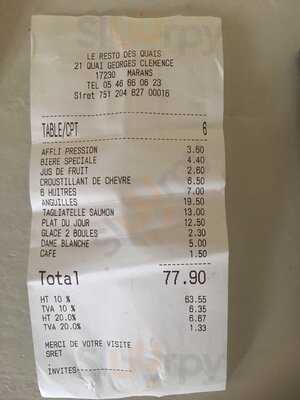 LE RESTO DES QUAIS
21 QUAI GEORGES CLEMENCE
17230 MARANS
TEL 05 46 66 06 23
Siret 751 204 827 00016
TABLE/CPT 6
AFFLI PRESSION 3.60
BIERE SPECIALE 4.40
JUS DE FRUIT 2.60
CROUSTILLANT DE CHEVRE 6.50
6 HUITRES 7.00
ANGUILLES 19.50
TAGLIATELLE SAUMON 13.00
PLAT DU JOUR 12.50
GLACE 2 BOULES 2.30
DAME BLANCHE 5.00
CAFE 1.50
Total 77.90
HT 10 % 63.55
TVA 10 % 6.35
HT 20.0% 6.67
TVA 20.0% 1.33
MERCI DE VOTRE VISITE
SRET
INVITES